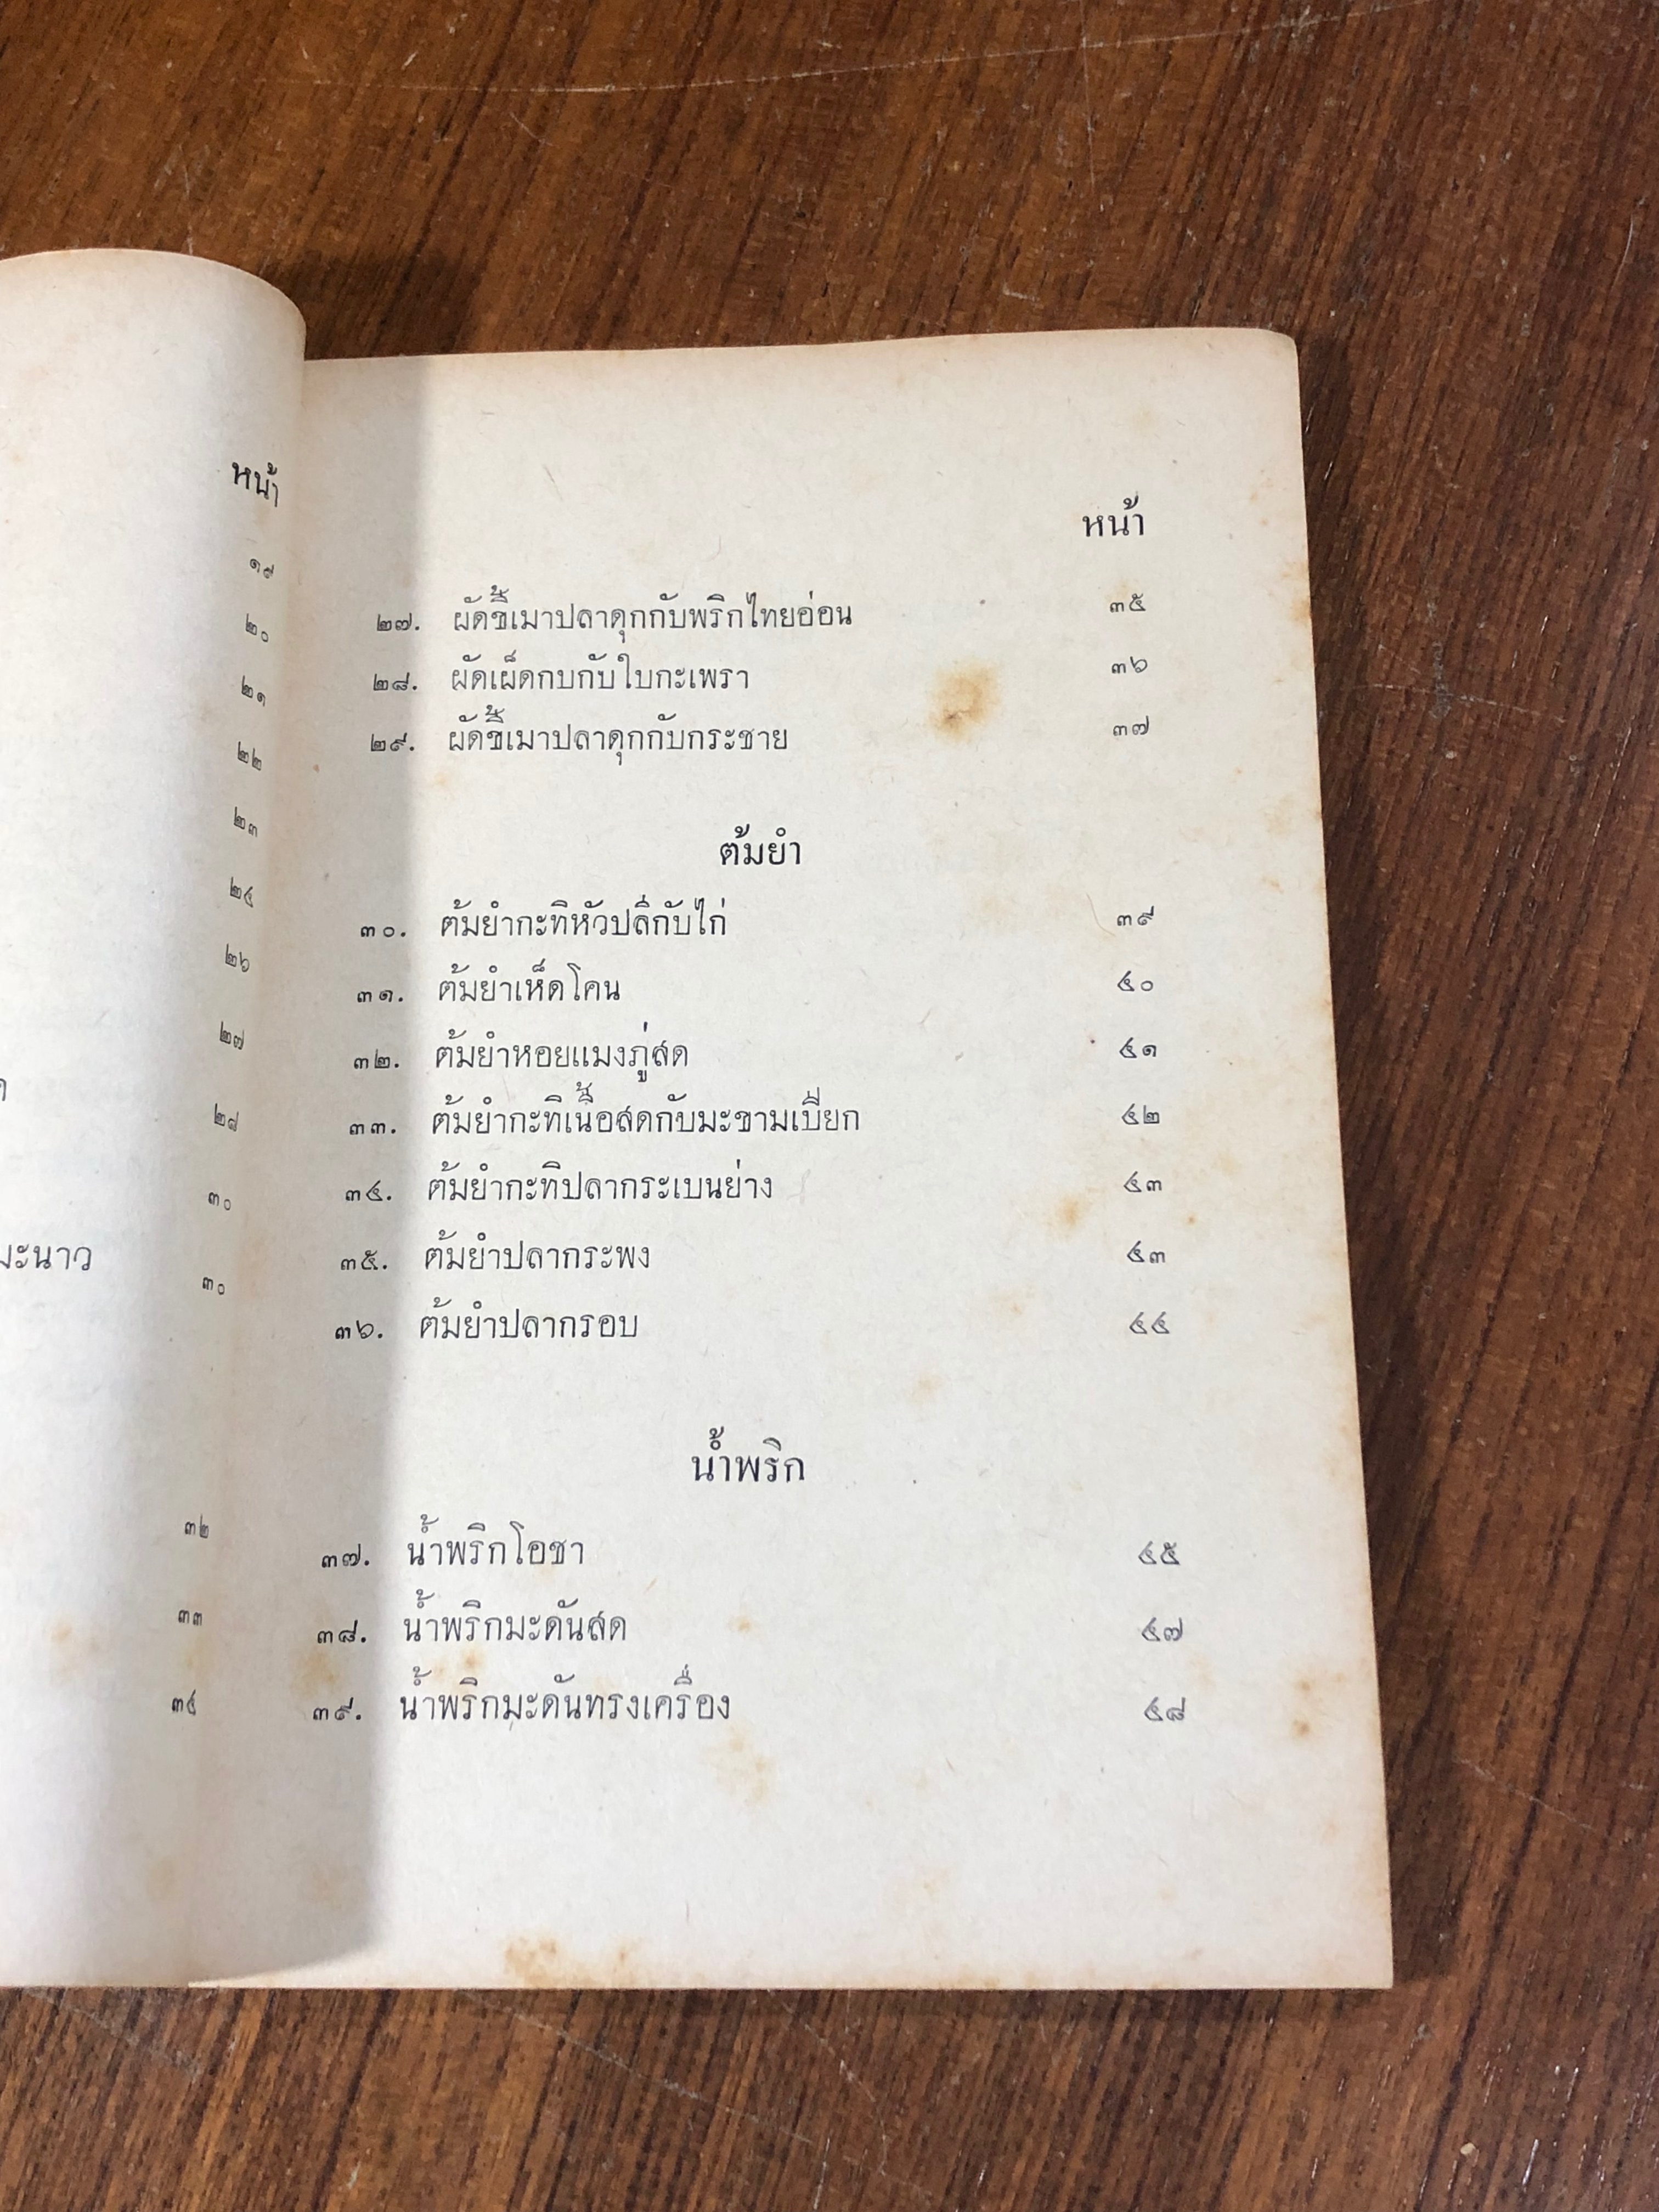 หน้า
๑๙
๒๐
๒๑
๒๒
๒๓
๒๔
๒๖
๒๗
๒๘
๓๐
มะนาว ๓๐
๓๒
๓๓
๓๔
หน้า
๒๗. ผัดขี้เมาปลาดุกกับพริกไทยอ่อน ๓๕
๒๘. ผัดเผ็ดกบกับใบกะเพรา ๓๖
๒๙. ผัดขี้เมาปลาดุกกับกระชาย ๓๗
ต้มยำ
๓๐. ต้มยำกะทิหัวปลีกับไก่ ๓๙
๓๑. ต้มยำเห็ดโคน ๔๐
๓๒. ต้มยำหอยแมงภู่สด ๔๑
๓๓. ต้มยำกะทิเนื้อสดกับมะขามเปียก ๔๒
๓๔. ต้มยำกะทิปลากระเบนย่าง ๔๓
๓๕. ต้มยำปลากระพง ๔๓
๓๖. ต้มยำปลากรอบ ๔๔
น้ำพริก
๓๗. น้ำพริกโอชา ๔๕
๓๘. น้ำพริกมะดันสด ๔๗
๓๙. น้ำพริกมะดันทรงเครื่อง ๔๘